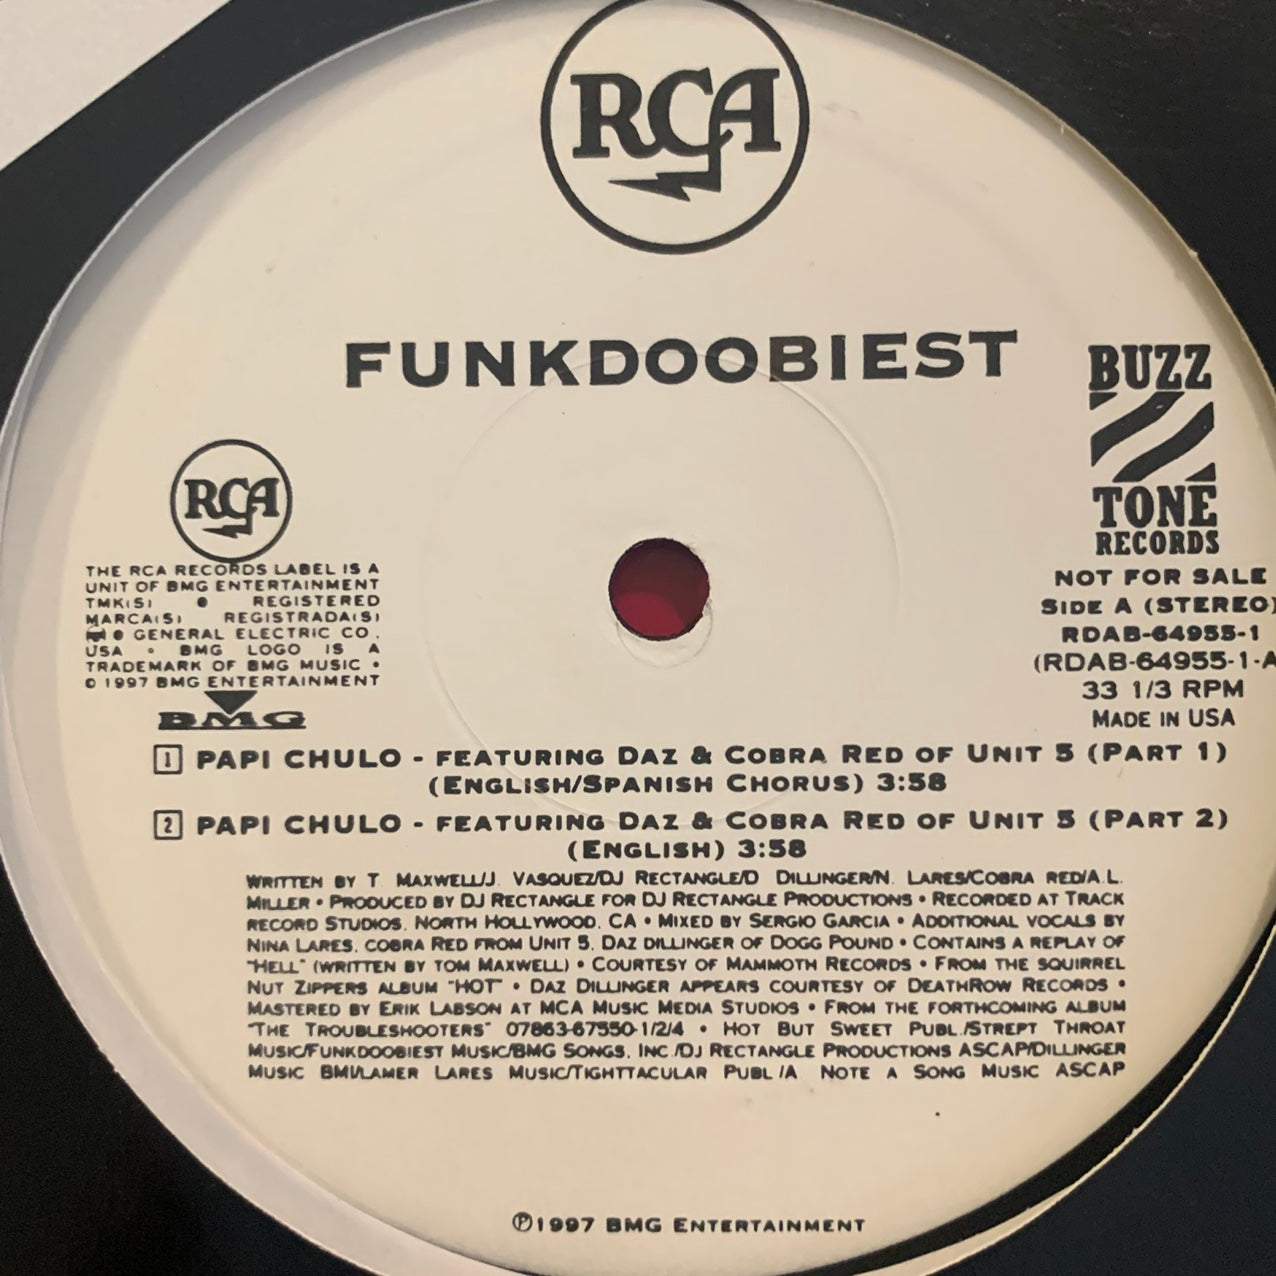 RCA
FUNKDOOBIEST
BUZZ
TONE
RECORDS
RCA
THE RCA RECORDS LABEL IS A
UNIT OF BMG ENTERTAINMENT
TMK(S) ® REGISTERED
MARCA(S) REGISTRADA(S)
® GENERAL ELECTRIC CO.,
USA • BMG LOGO IS A
TRADEMARK OF BMG MUSIC •
© 1997 BMG ENTERTAINMENT
BMG
NOT FOR SALE
SIDE A (STEREO)
RDAB-64955-1
(RDAB-64955-1-A
33 1/3 RPM
MADE IN USA
1 PAPI CHULO - FEATURING DAZ & COBRA RED OF UNIT 5 (PART 1)
(ENGLISH/SPANISH CHORUS) 3:58
2 PAPI CHULO - FEATURING DAZ & COBRA RED OF UNIT 5 (PART 2)
(ENGLISH) 3:58
WRITTEN BY T. MAXWELL/J. VASQUEZ/DJ RECTANGLE/D. DILLINGER/N. LARES/COBRA RED/A.L.
MILLER • PRODUCED BY DJ RECTANGLE FOR DJ RECTANGLE PRODUCTIONS • RECORDED AT TRACK
RECORD STUDIOS, NORTH HOLLYWOOD, CA • MIXED BY SERGIO GARCIA • ADDITIONAL VOCALS BY
NINA LARES, COBRA RED FROM UNIT 5, DAZ DILLINGER OF DOGG POUND • CONTAINS A REPLAY OF
"HELL" (WRITTEN BY TOM MAXWELL) • COURTESY OF MAMMOTH RECORDS • FROM THE SQUIRREL
NUT ZIPPERS ALBUM "HOT" • DAZ DILLINGER APPEARS COURTESY OF DEATHROW RECORDS •
MASTERED BY ERIK LABSON AT MCA MUSIC MEDIA STUDIOS • FROM THE FORTHCOMING ALBUM
"THE TROUBLESHOOTERS" 07863-67550-1/2/4 • HOT BUT SWEET PUBL./STREPT THROAT
MUSIC/FUNKDOOBIEST MUSIC/BMG SONGS, INC./DJ RECTANGLE PRODUCTIONS ASCAP/DILLINGER
MUSIC BMI/LAMER LARES MUSIC/TIGHTTACULAR PUBL./A NOTE A SONG MUSIC ASCAP
℗1997 BMG ENTERTAINMENT